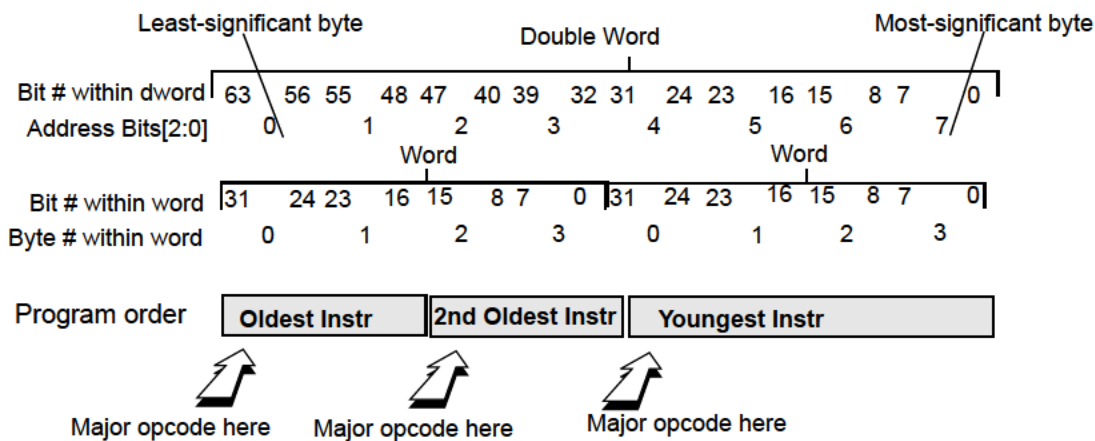 Least-significant byte Most-significant byte
Double Word
Bit # within dword 63 56 55 48 47 40 39 32 31 24 23 16 15 8 7 0
Address Bits[2:0] 0 1 2 3 4 5 6 7
Word Word
Bit # within word 31 24 23 16 15 8 7 0 31 24 23 16 15 8 7 0
Byte # within word 0 1 2 3 0 1 2 3
Program order Oldest Instr 2nd Oldest Instr Youngest Instr
Major opcode here Major opcode here Major opcode here